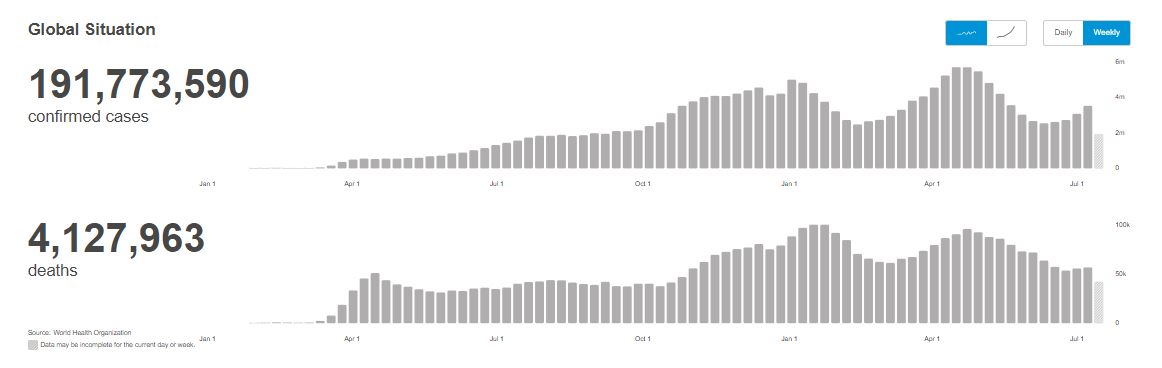 Global Situation
Daily Weekly
191,773,590
confirmed cases
6m
4m
2m
0
Jan 1 Apr 1 Jul 1 Oct 1 Jan 1 Apr 1 Jul 1
4,127,963
deaths
100k
50k
0
Source: World Health Organization
Data may be incomplete for the current day or week.
Jan 1 Apr 1 Jul 1 Oct 1 Jan 1 Apr 1 Jul 1